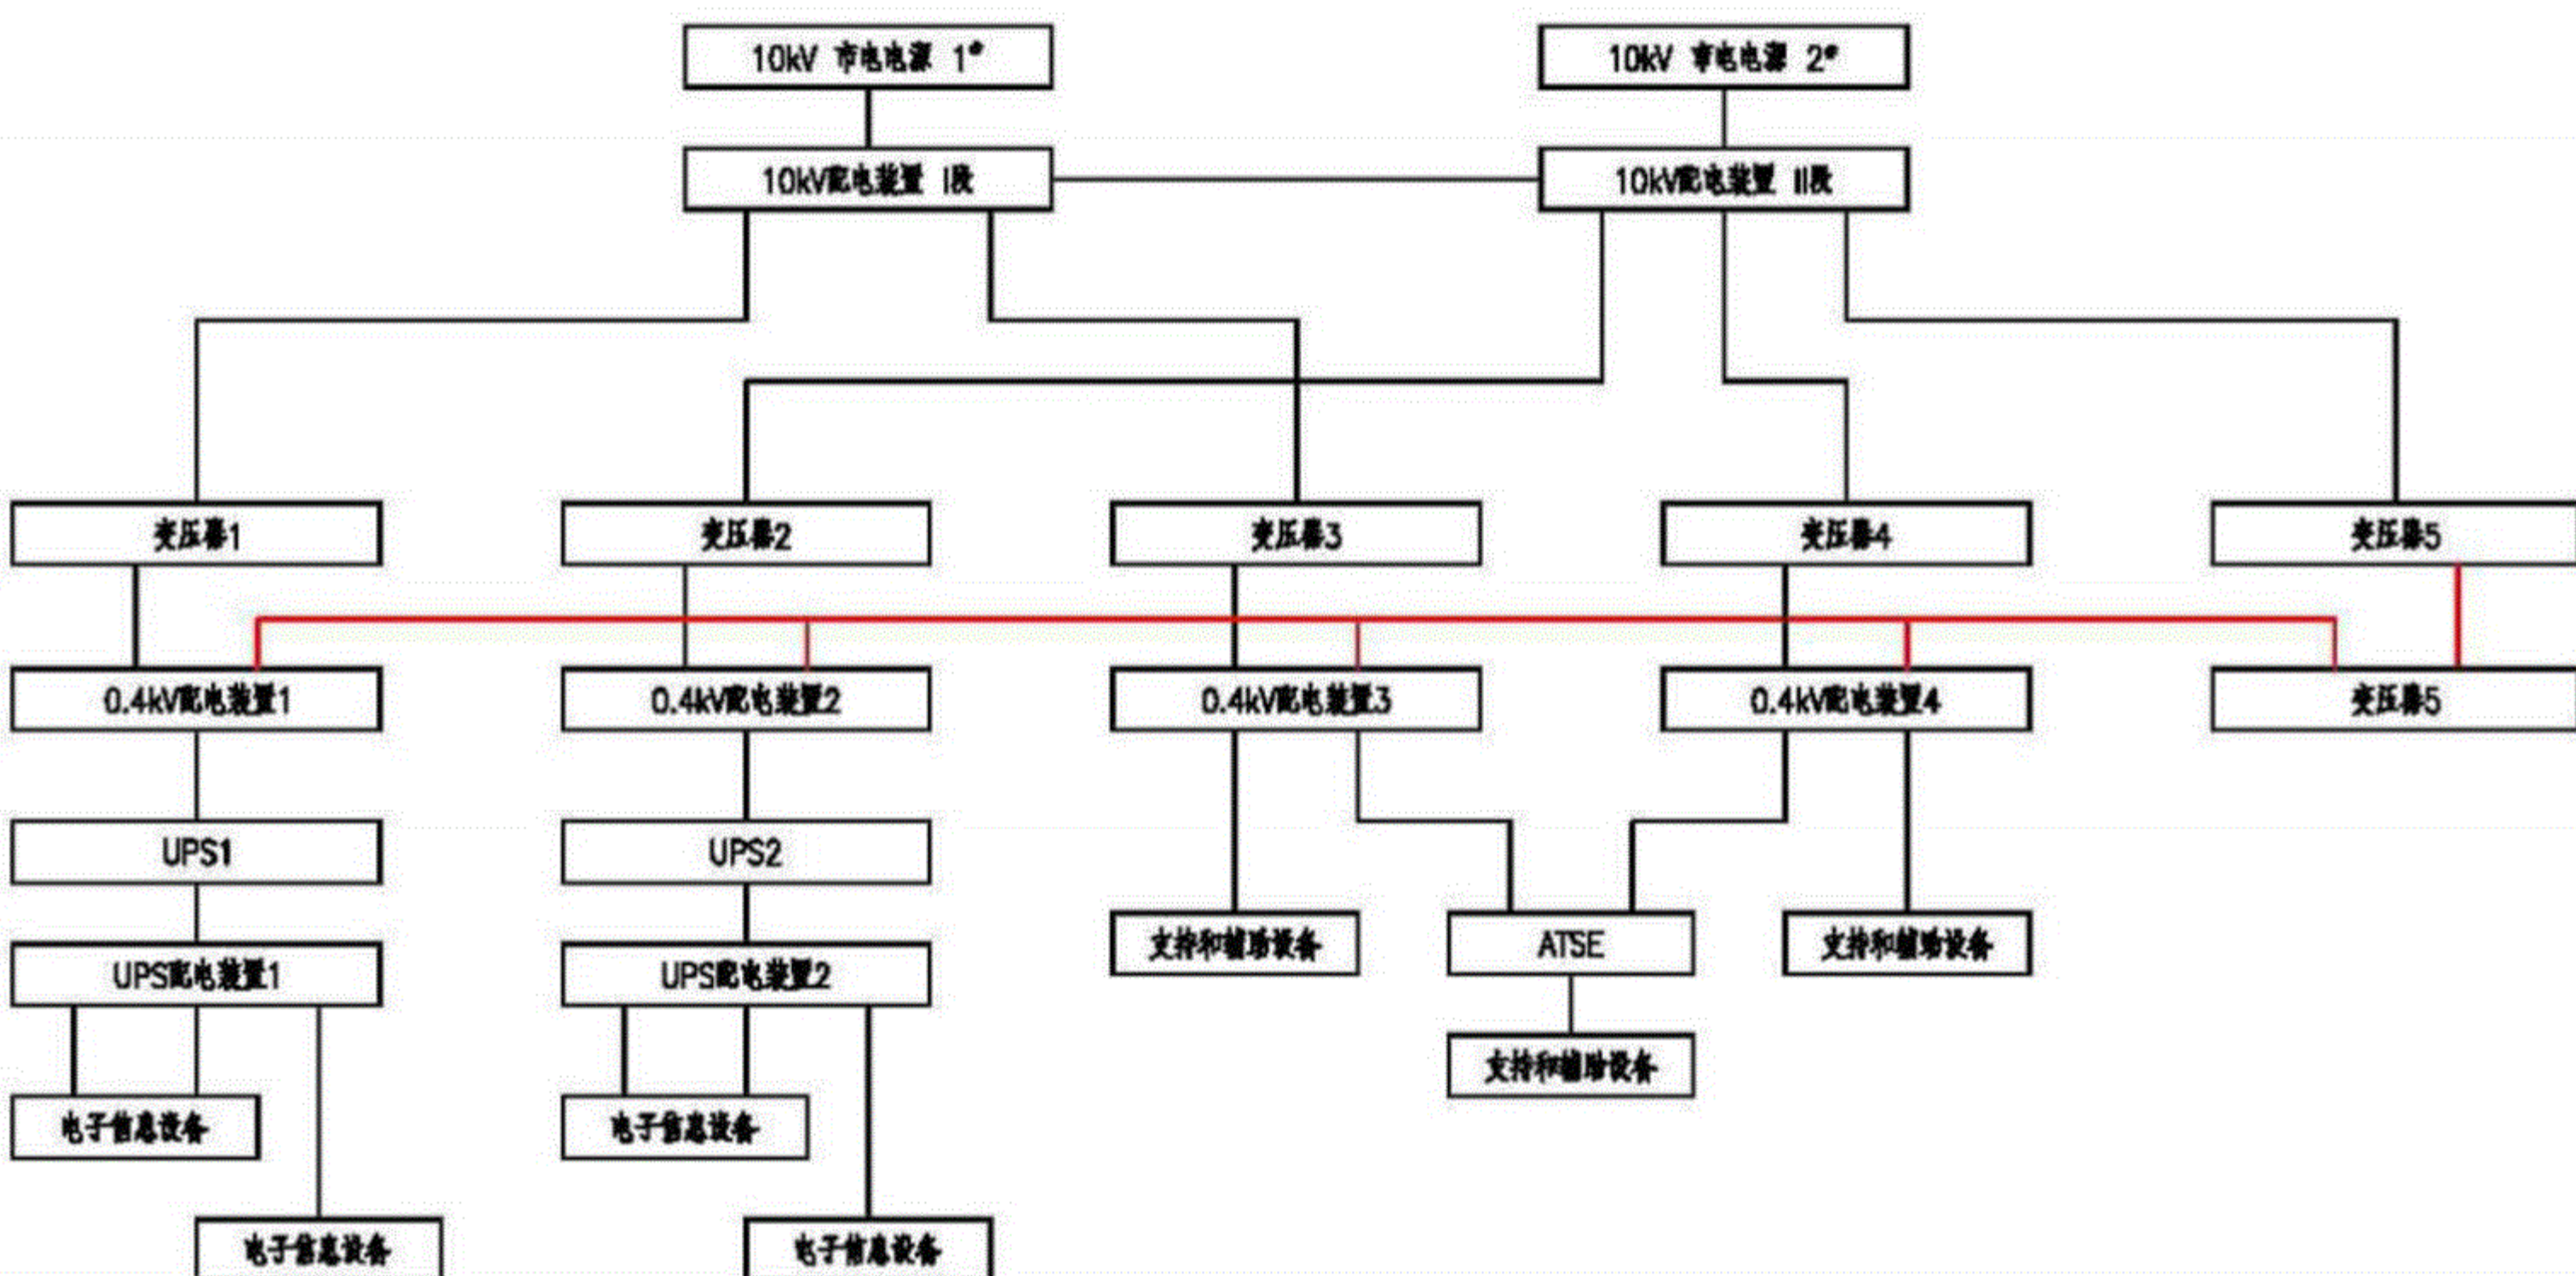 10kV 市电电源 1#
10kV 市电电源 2#
10kV配电装置 I段
10kV配电装置 II段
变压器1
变压器2
变压器3
变压器4
变压器5
0.4kV配电装置1
0.4kV配电装置2
0.4kV配电装置3
0.4kV配电装置4
变压器5
UPS1
UPS2
支持和辅助设备
ATSE
支持和辅助设备
UPS配电装置1
UPS配电装置2
支持和辅助设备
电子信息设备
电子信息设备
电子信息设备
电子信息设备